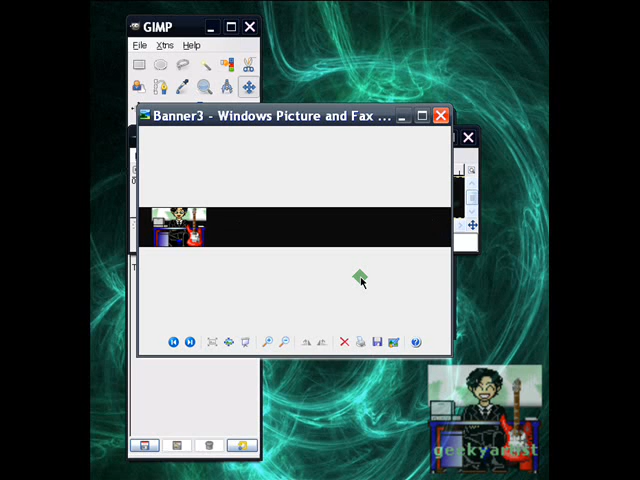 GIMP
File Xtns Help
Banner3 - Windows Picture and Fax ...
geekyartist